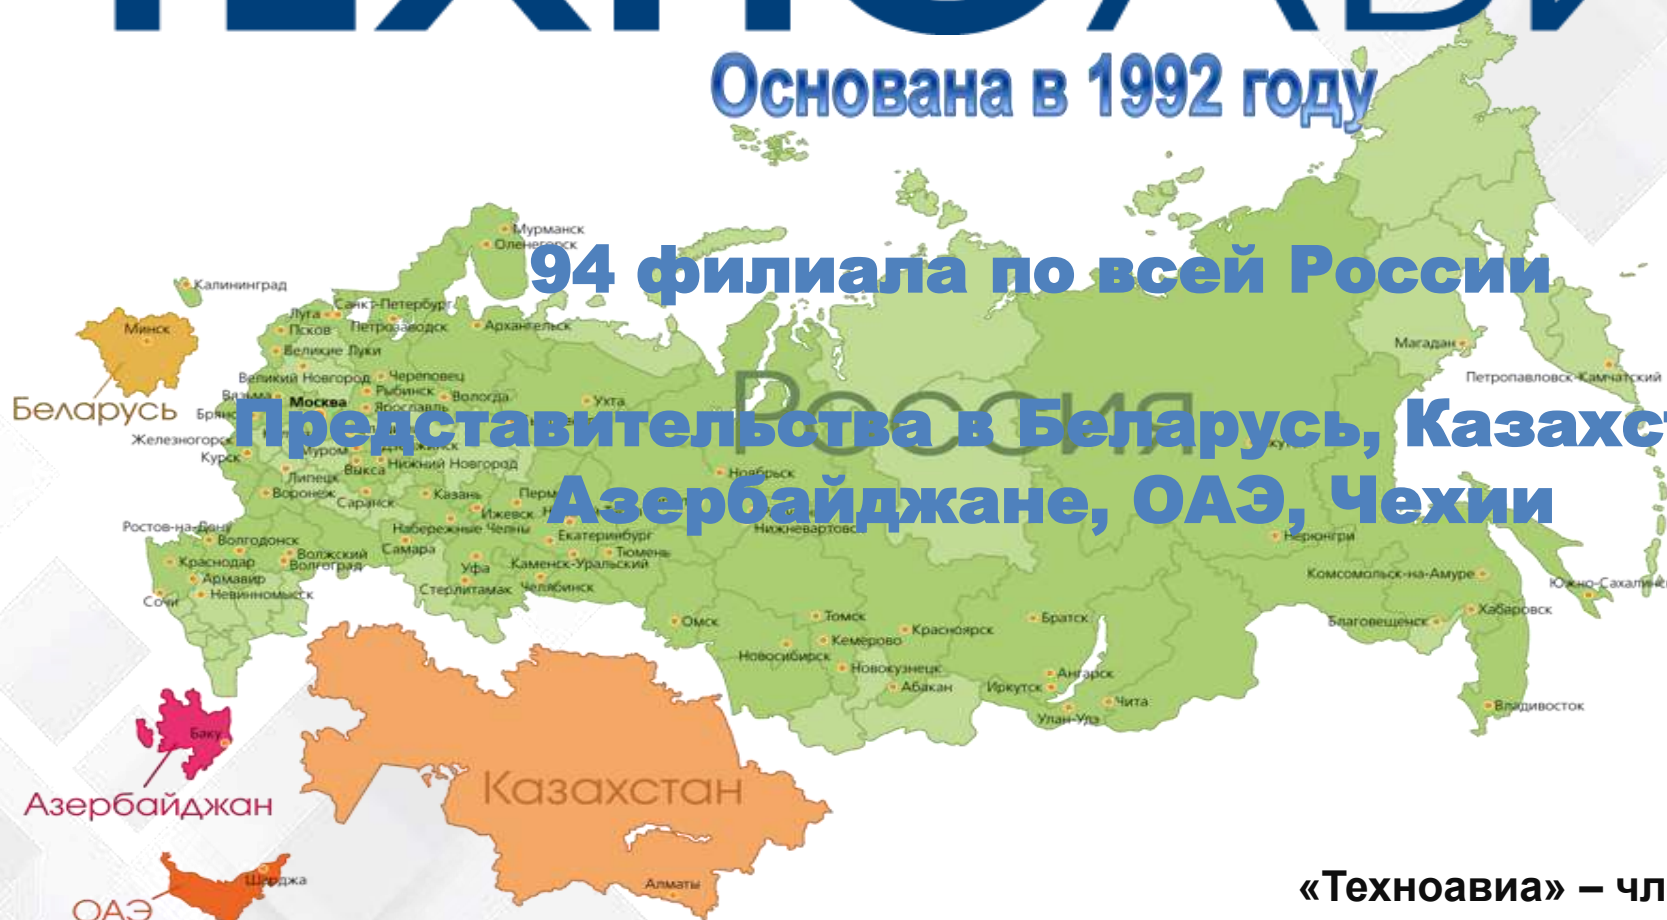 ТЕХНОАВИ
Основана в 1992 году
94 филиала по всей России
Представительства в Беларусь, Казахст
Азербайджане, ОАЭ, Чехии
Россия
Мурманск
Оленегорск
Калининград
Санкт-Петербург
Луга
Псков
Петрозаводск
Архангельск
Минск
Великие Луки
Магадан
Великий Новгород
Череповец
Петропавловск-Камчатский
Вязьма
Рыбинск
Вологда
Москва
Ярославль
Ухта
Беларусь
Железногорск
Муром
Курск
Выкса
Нижний Новгород
Ноябрьск
Липецк
Воронеж
Саранск
Казань
Ижевск
Ростов-на-Дону
Набережные Челны
Волгодонск
Екатеринбург
Нерюнгри
Краснодар
Волжский
Волгоград
Самара
Тюмень
Уфа
Каменск-Уральский
Армавир
Комсомольск-на-Амуре
Сочи
Невинномысск
Стерлитамак
Челябинск
Хабаровск
Омск
Томск
Братск
Благовещенск
Кемерово
Красноярск
Новосибирск
Новокузнецк
Ангарск
Абакан
Иркутск
Чита
Улан-Удэ
Владивосток
Баку
Казахстан
Азербайджан
Шарджа
Алматы
ОАЭ
«Техноавиа» – чл